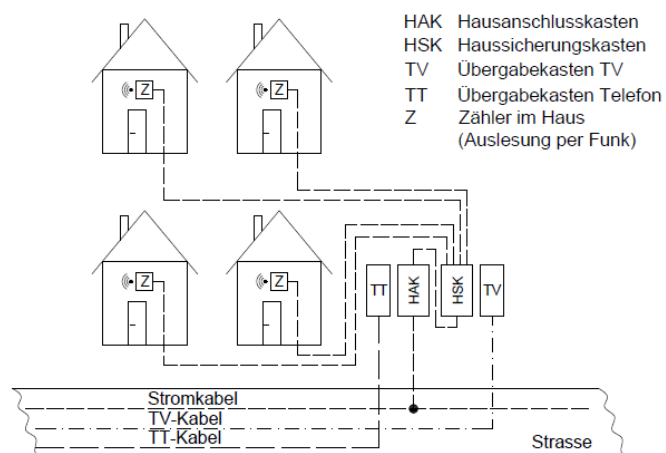 HAK Hausanschlusskasten
HSK Haussicherungskasten
TV Übergabekasten TV
TT Übergabekasten Telefon
Z Zähler im Haus
(Auslesung per Funk)
Z
Z
Z
Z
TT
HAK
HSK
TV
Stromkabel
TV-Kabel
TT-Kabel
Strasse